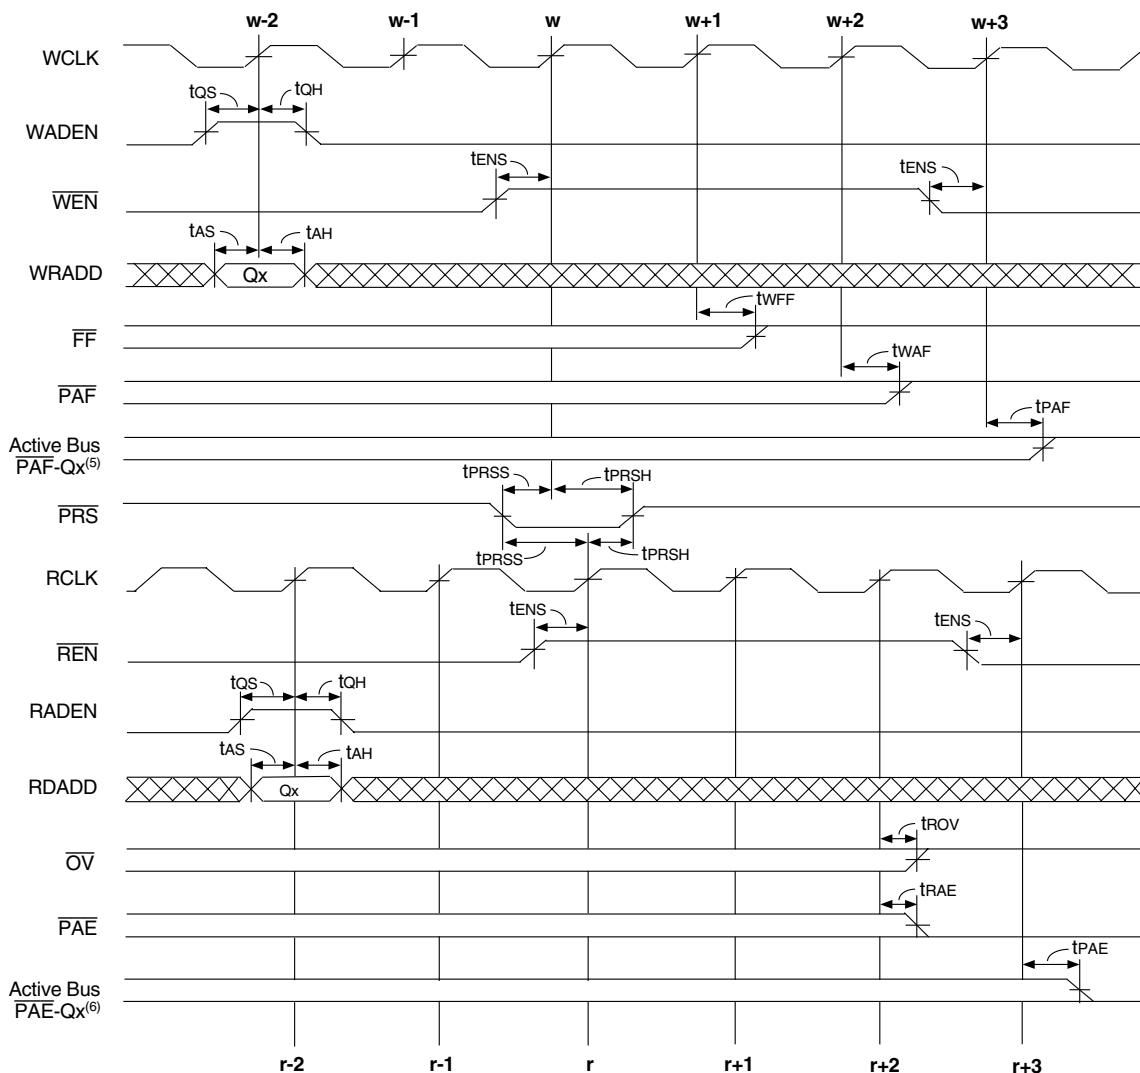 w-2 w-1 w w+1 w+2 w+3
WCLK
tQS tQH
WADEN
tENS tENS
WEN
tAS tAH
WRADD Qx
tWFF
FF
tWAF
PAF
tPAF
Active Bus
PAF-Qx(5)
tPRSS tPRSH
PRS
tPRSS tPRSH
RCLK
tENS tENS
REN
tQS tQH
RADEN
tAS tAH
RDADD Qx
tROV
OV
tRAE
PAE
tPAE
Active Bus
PAE-Qx(6)
r-2 r-1 r r+1 r+2 r+3